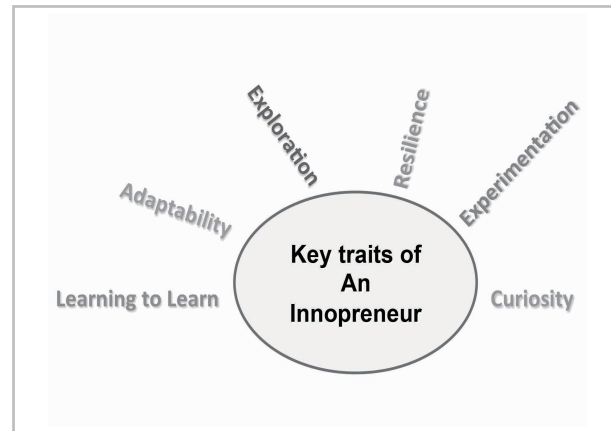 Exploration
Resilience
Experimentation
Adaptability
Key traits of
An
Innopreneur
Learning to Learn
Curiosity